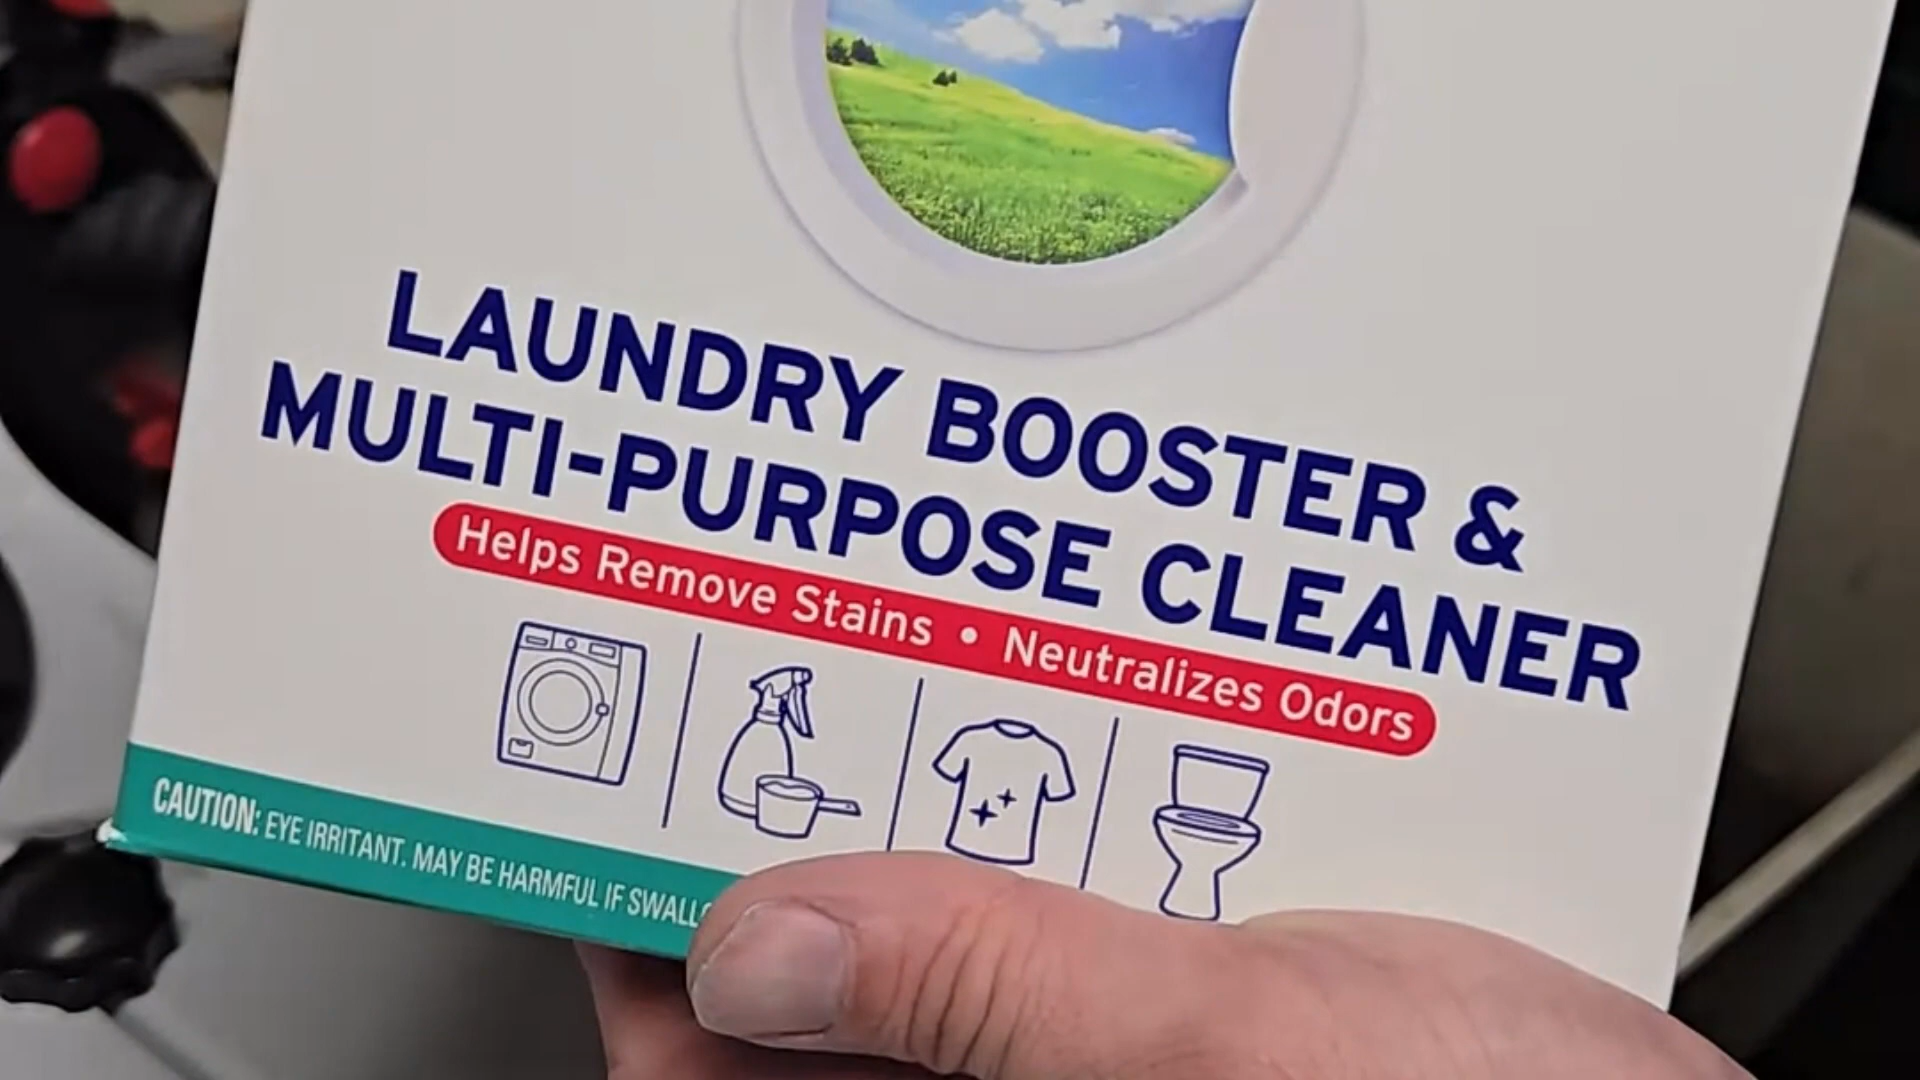 LAUNDRY BOOSTER &
MULTI-PURPOSE CLEANER
Helps Remove Stains • Neutralizes Odors
CAUTION: EYE IRRITANT. MAY BE HARMFUL IF